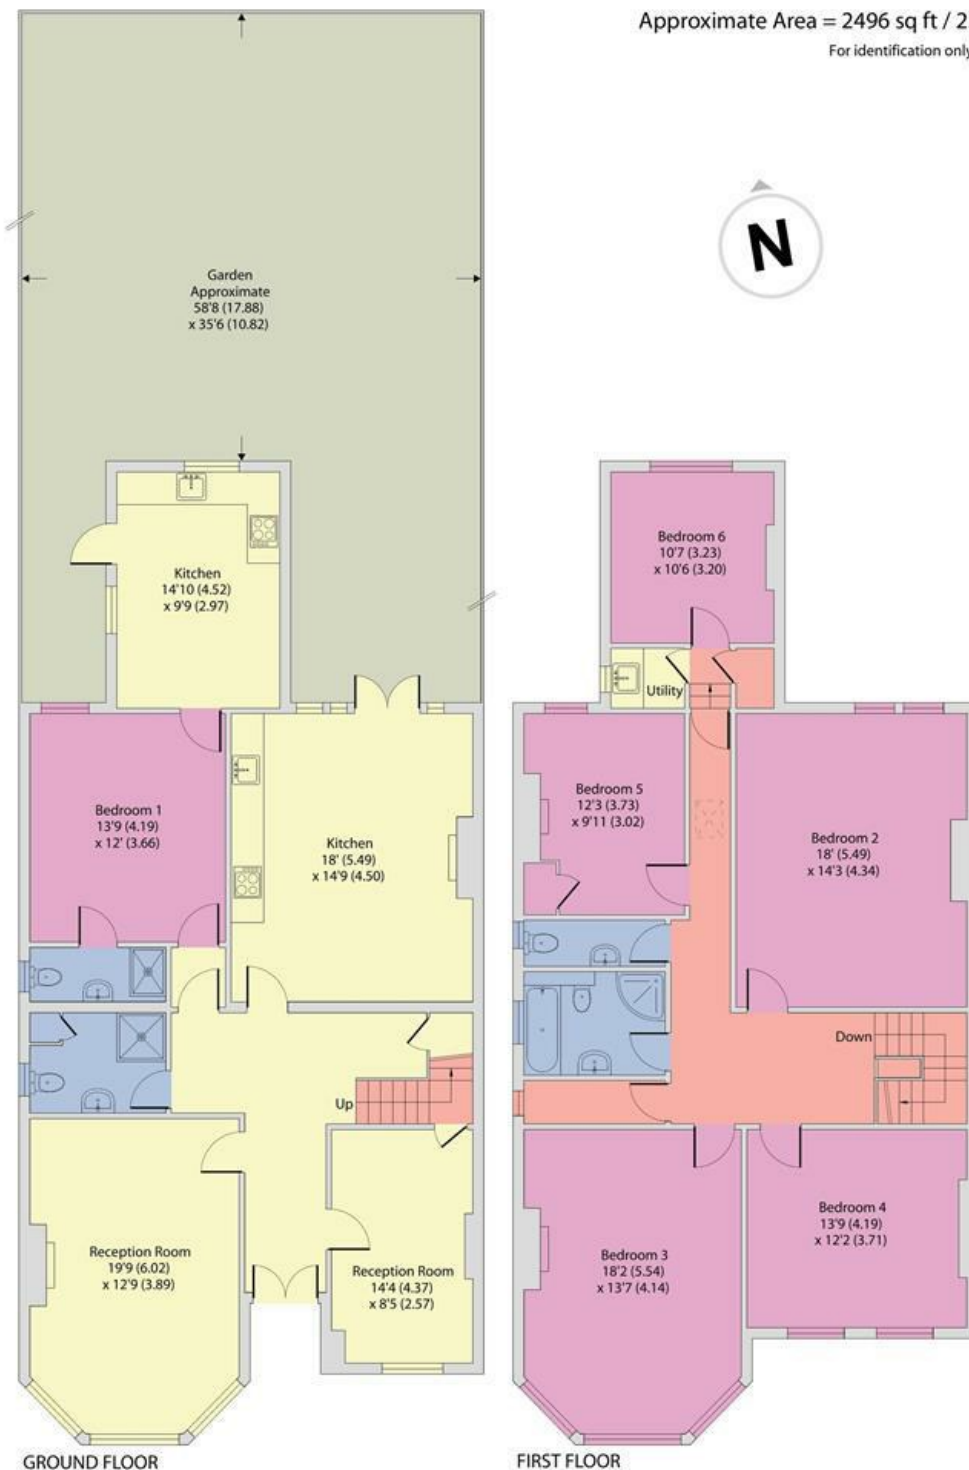 Approximate Area = 2496 sq ft / 2
For identification only
N
Garden
Approximate
58'8 (17.88)
x 35'6 (10.82)
Kitchen
14'10 (4.52)
x 9'9 (2.97)
Bedroom 1
13'9 (4.19)
x 12' (3.66)
Kitchen
18' (5.49)
x 14'9 (4.50)
Up
Reception Room
19'9 (6.02)
x 12'9 (3.89)
Reception Room
14'4 (4.37)
x 8'5 (2.57)
GROUND FLOOR
Bedroom 6
10'7 (3.23)
x 10'6 (3.20)
Utility
Bedroom 5
12'3 (3.73)
x 9'11 (3.02)
Bedroom 2
18' (5.49)
x 14'3 (4.34)
Down
Bedroom 3
18'2 (5.54)
x 13'7 (4.14)
Bedroom 4
13'9 (4.19)
x 12'2 (3.71)
FIRST FLOOR